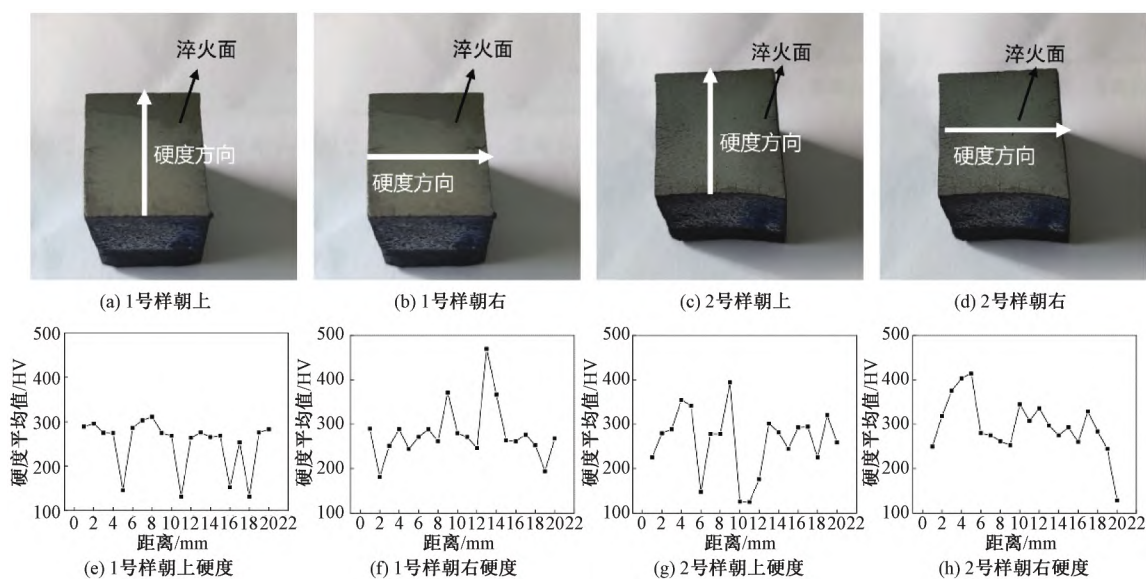 淬火面
硬度方向
(a) 1号样朝上
淬火面
硬度方向
(b) 1号样朝右
淬火面
硬度方向
(c) 2号样朝上
淬火面
硬度方向
(d) 2号样朝右
硬度平均值/HV
500
400
300
200
100
0 2 4 6 8 10 12 14 16 18 20 22
距离/mm
(e) 1号样朝上硬度
硬度平均值/HV
500
400
300
200
100
0 2 4 6 8 10 12 14 16 18 20 22
距离/mm
(f) 1号样朝右硬度
硬度平均值/HV
500
400
300
200
100
0 2 4 6 8 10 12 14 16 18 20 22
距离/mm
(g) 2号样朝上硬度
硬度平均值/HV
500
400
300
200
100
0 2 4 6 8 10 12 14 16 18 20 22
距离/mm
(h) 2号样朝右硬度